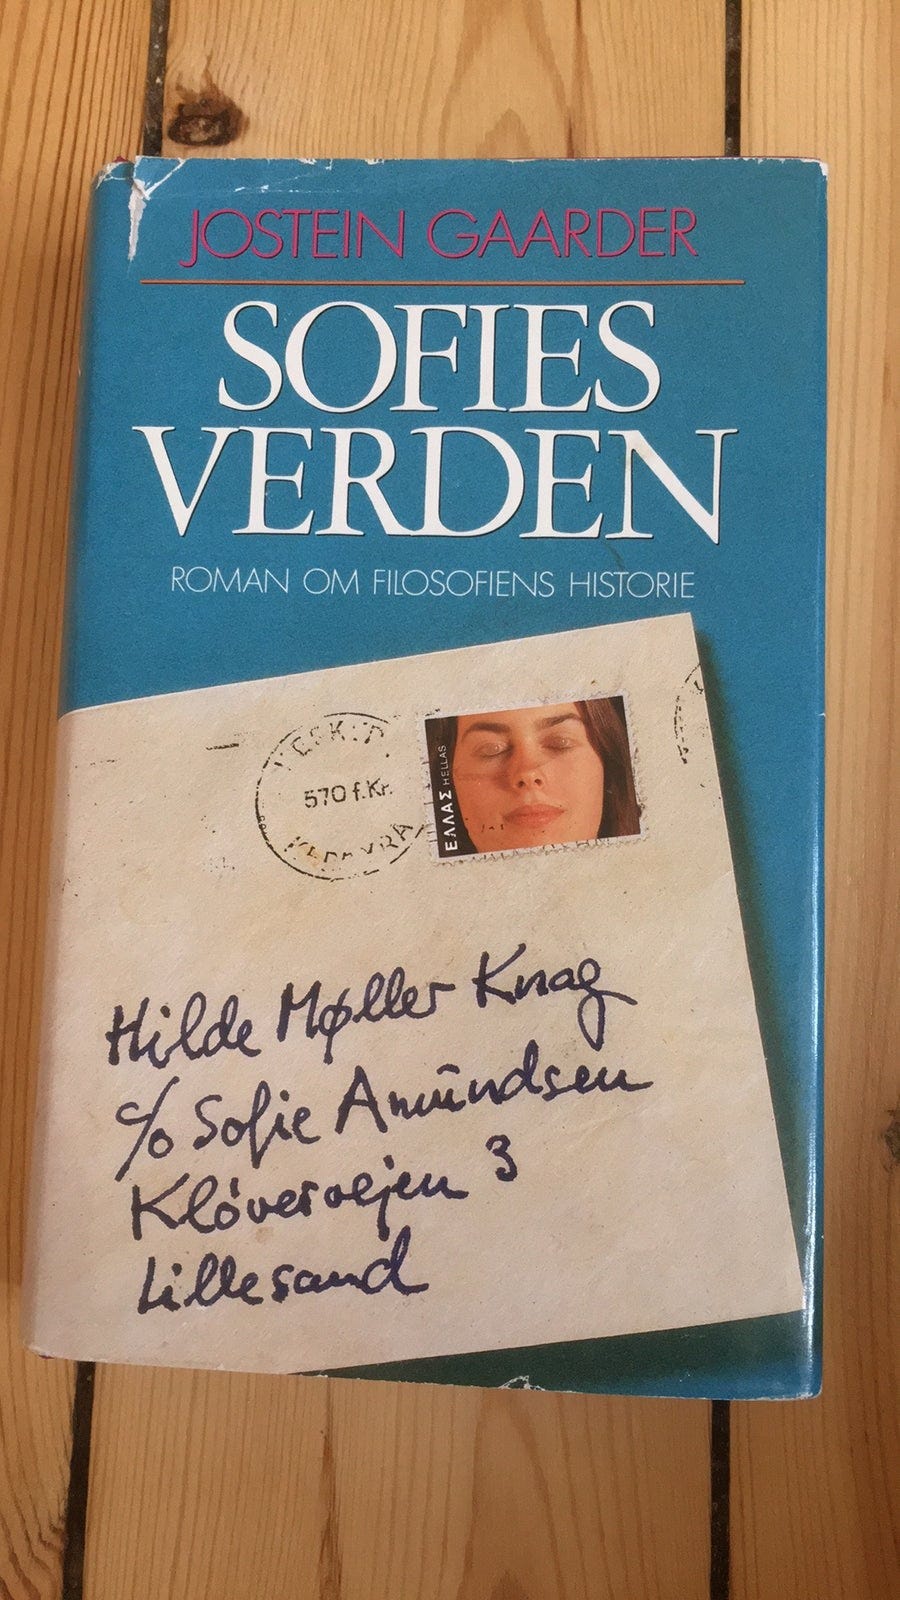 JOSTEIN GAARDER
SOFIES
VERDEN
ROMAN OM FILOSOFIENS HISTORIE
570 f.Kr.
ΕΛΛΑΣ HELLAS
Hilde Møller Knag
c/o Sofie Amundsen
Kløvervejen 3
Lillesand